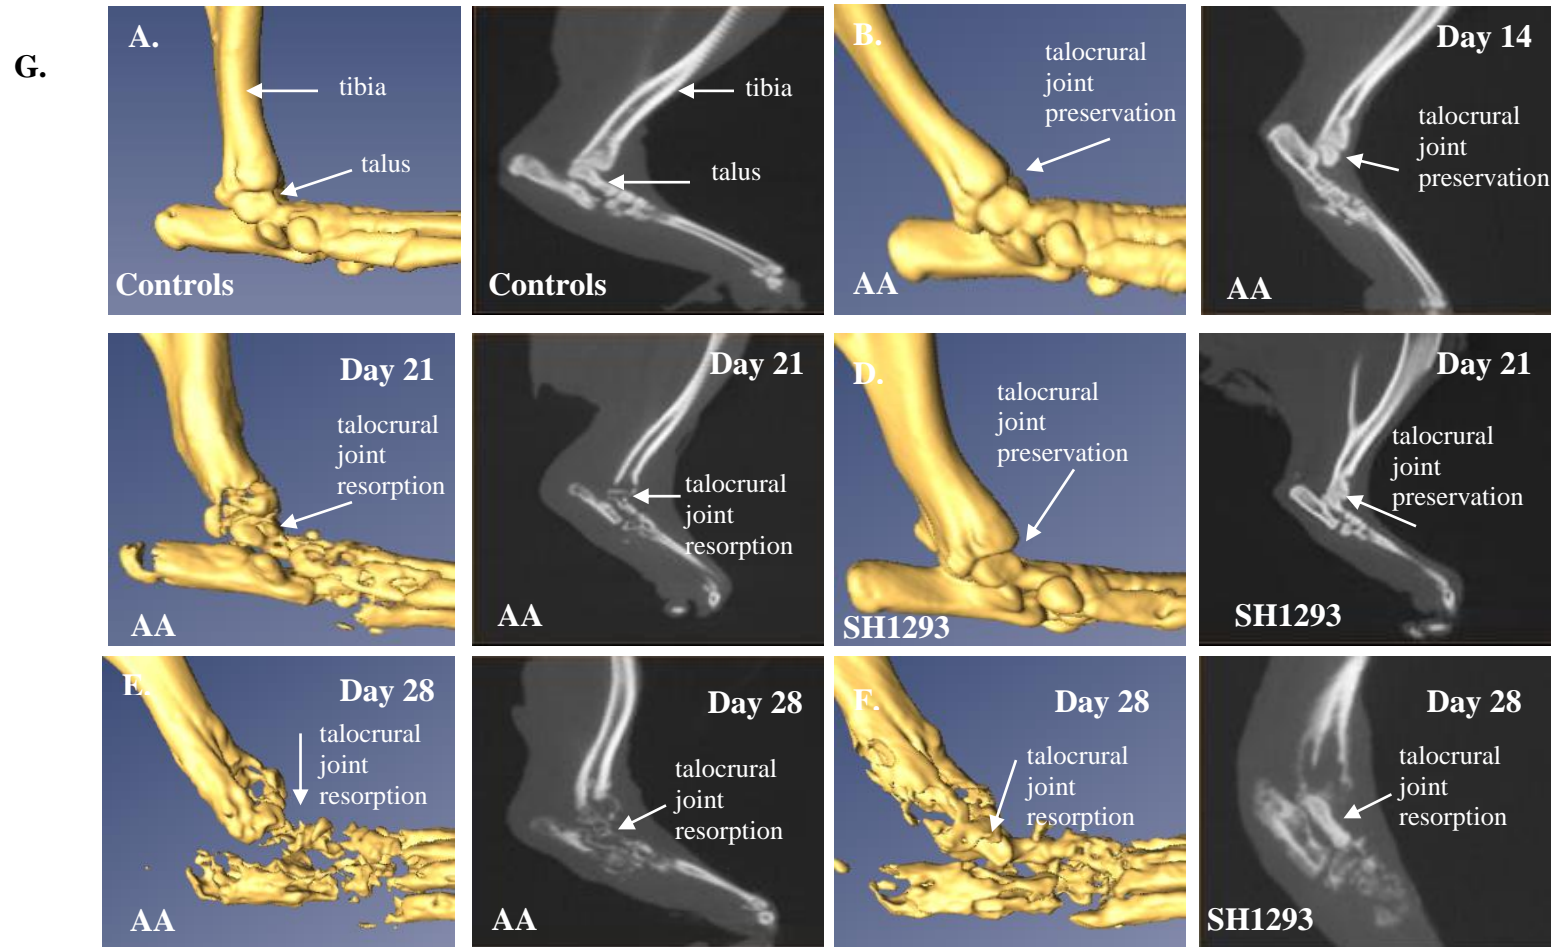 G.
A.
tibia
talus
Controls
tibia
talus
Controls
B.
talocrural
joint
preservation
AA
Day 14
talocrural
joint
preservation
AA
Day 21
talocrural
joint
resorption
AA
Day 21
talocrural
joint
resorption
AA
D.
talocrural
joint
preservation
SH1293
Day 21
talocrural
joint
preservation
SH1293
E.
Day 28
talocrural
joint
resorption
AA
Day 28
talocrural
joint
resorption
AA
F.
Day 28
talocrural
joint
resorption
Day 28
talocrural
joint
resorption
SH1293